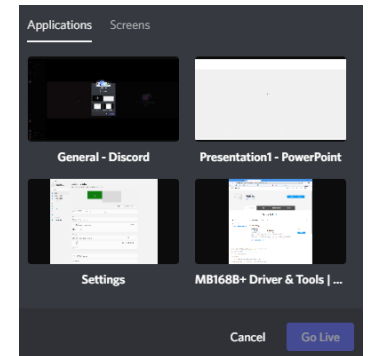 Applications Screens
General - Discord Presentation1 - PowerPoint
Settings MB168B+ Driver & Tools | ...
Cancel Go Live